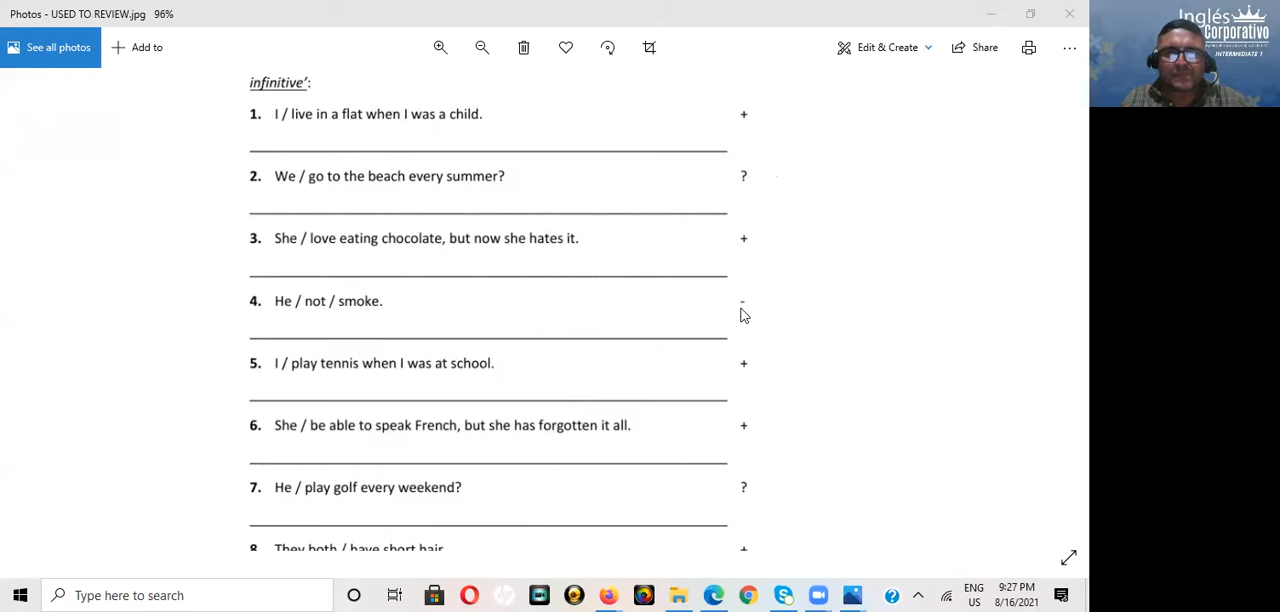 Photos - USED TO REVIEW.jpg 96%
See all photos
Add to
Edit & Create
Share
Inglés
Corporativo
INTERMEDIATE 1
infinitive':
1. I / live in a flat when I was a child. +
2. We / go to the beach every summer? ?
3. She / love eating chocolate, but now she hates it. +
4. He / not / smoke. -
5. I / play tennis when I was at school. +
6. She / be able to speak French, but she has forgotten it all. +
7. He / play golf every weekend? ?
8 They both / have short hair +
Type here to search
ENG
US
9:27 PM
8/16/2021